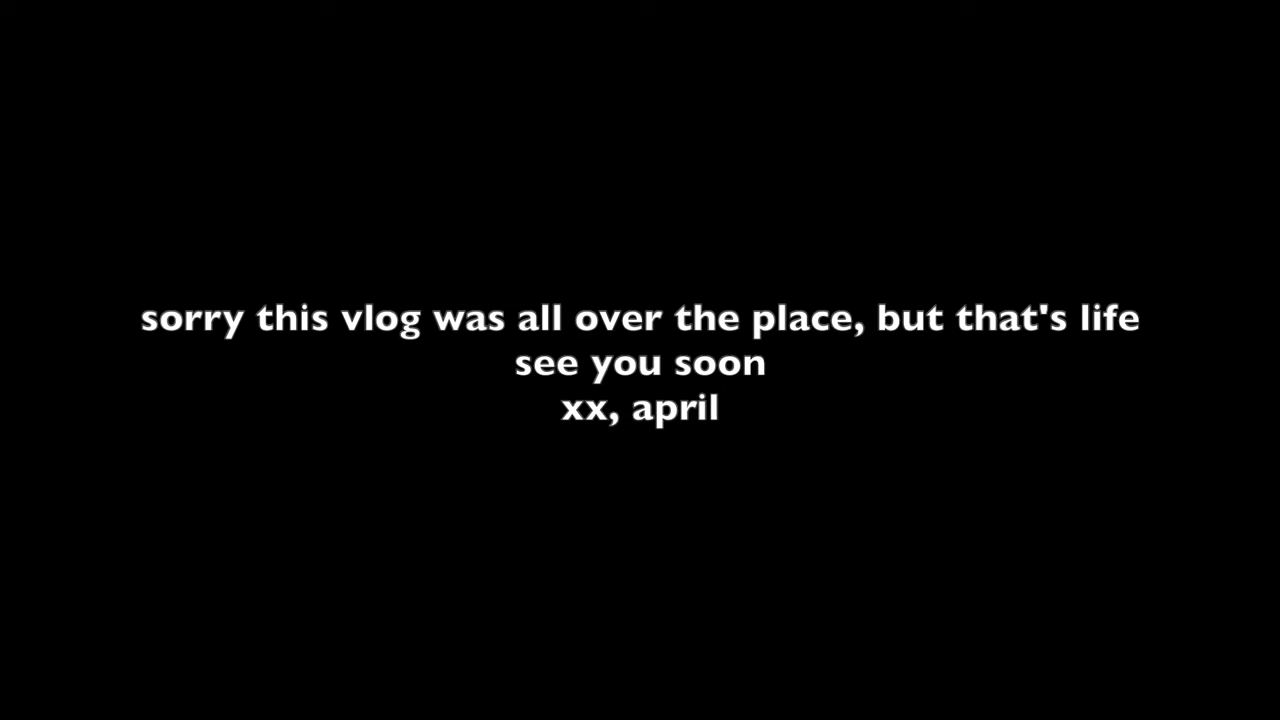 sorry this vlog was all over the place, but that's life
see you soon
xx, april